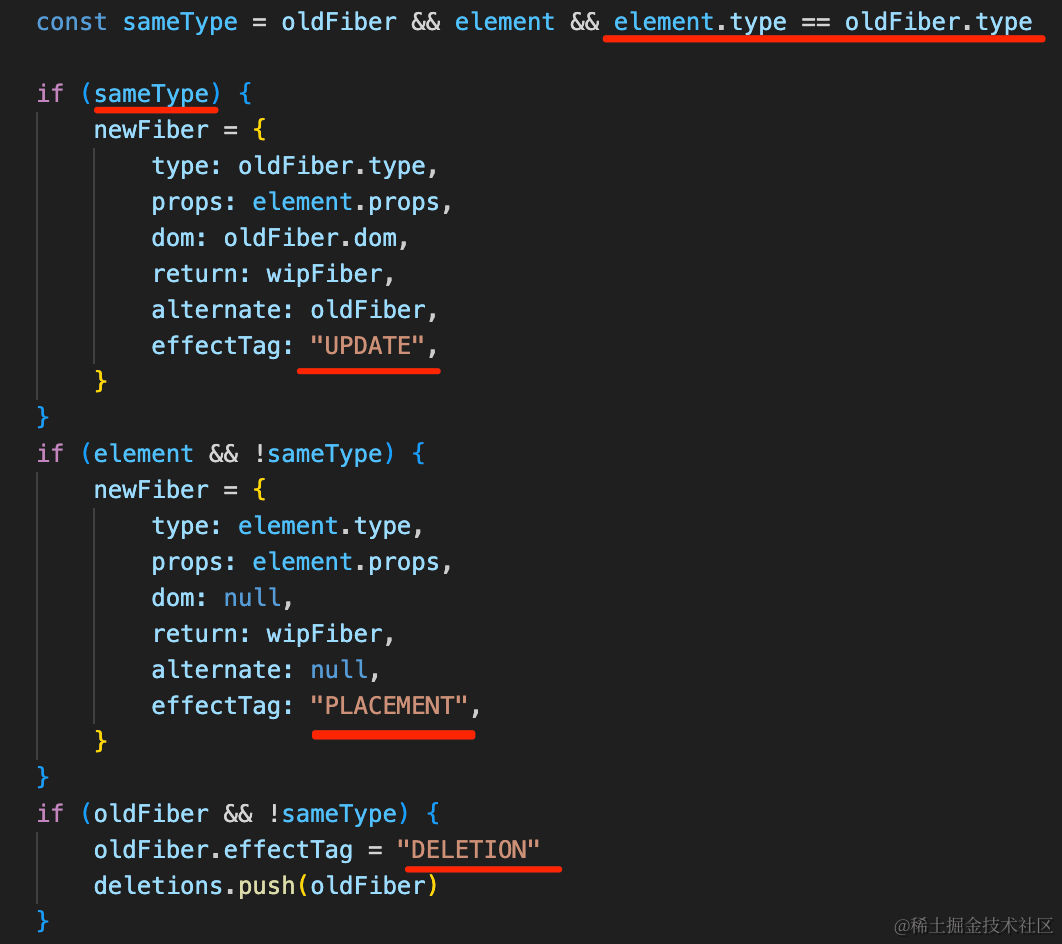 const sameType = oldFiber && element && element.type == oldFiber.type
if (sameType) {
newFiber = {
type: oldFiber.type,
props: element.props,
dom: oldFiber.dom,
return: wipFiber,
alternate: oldFiber,
effectTag: "UPDATE",
}
}
if (element && !sameType) {
newFiber = {
type: element.type,
props: element.props,
dom: null,
return: wipFiber,
alternate: null,
effectTag: "PLACEMENT",
}
}
if (oldFiber && !sameType) {
oldFiber.effectTag = "DELETION"
deletions.push(oldFiber)
}
@稀土掘金技术社区